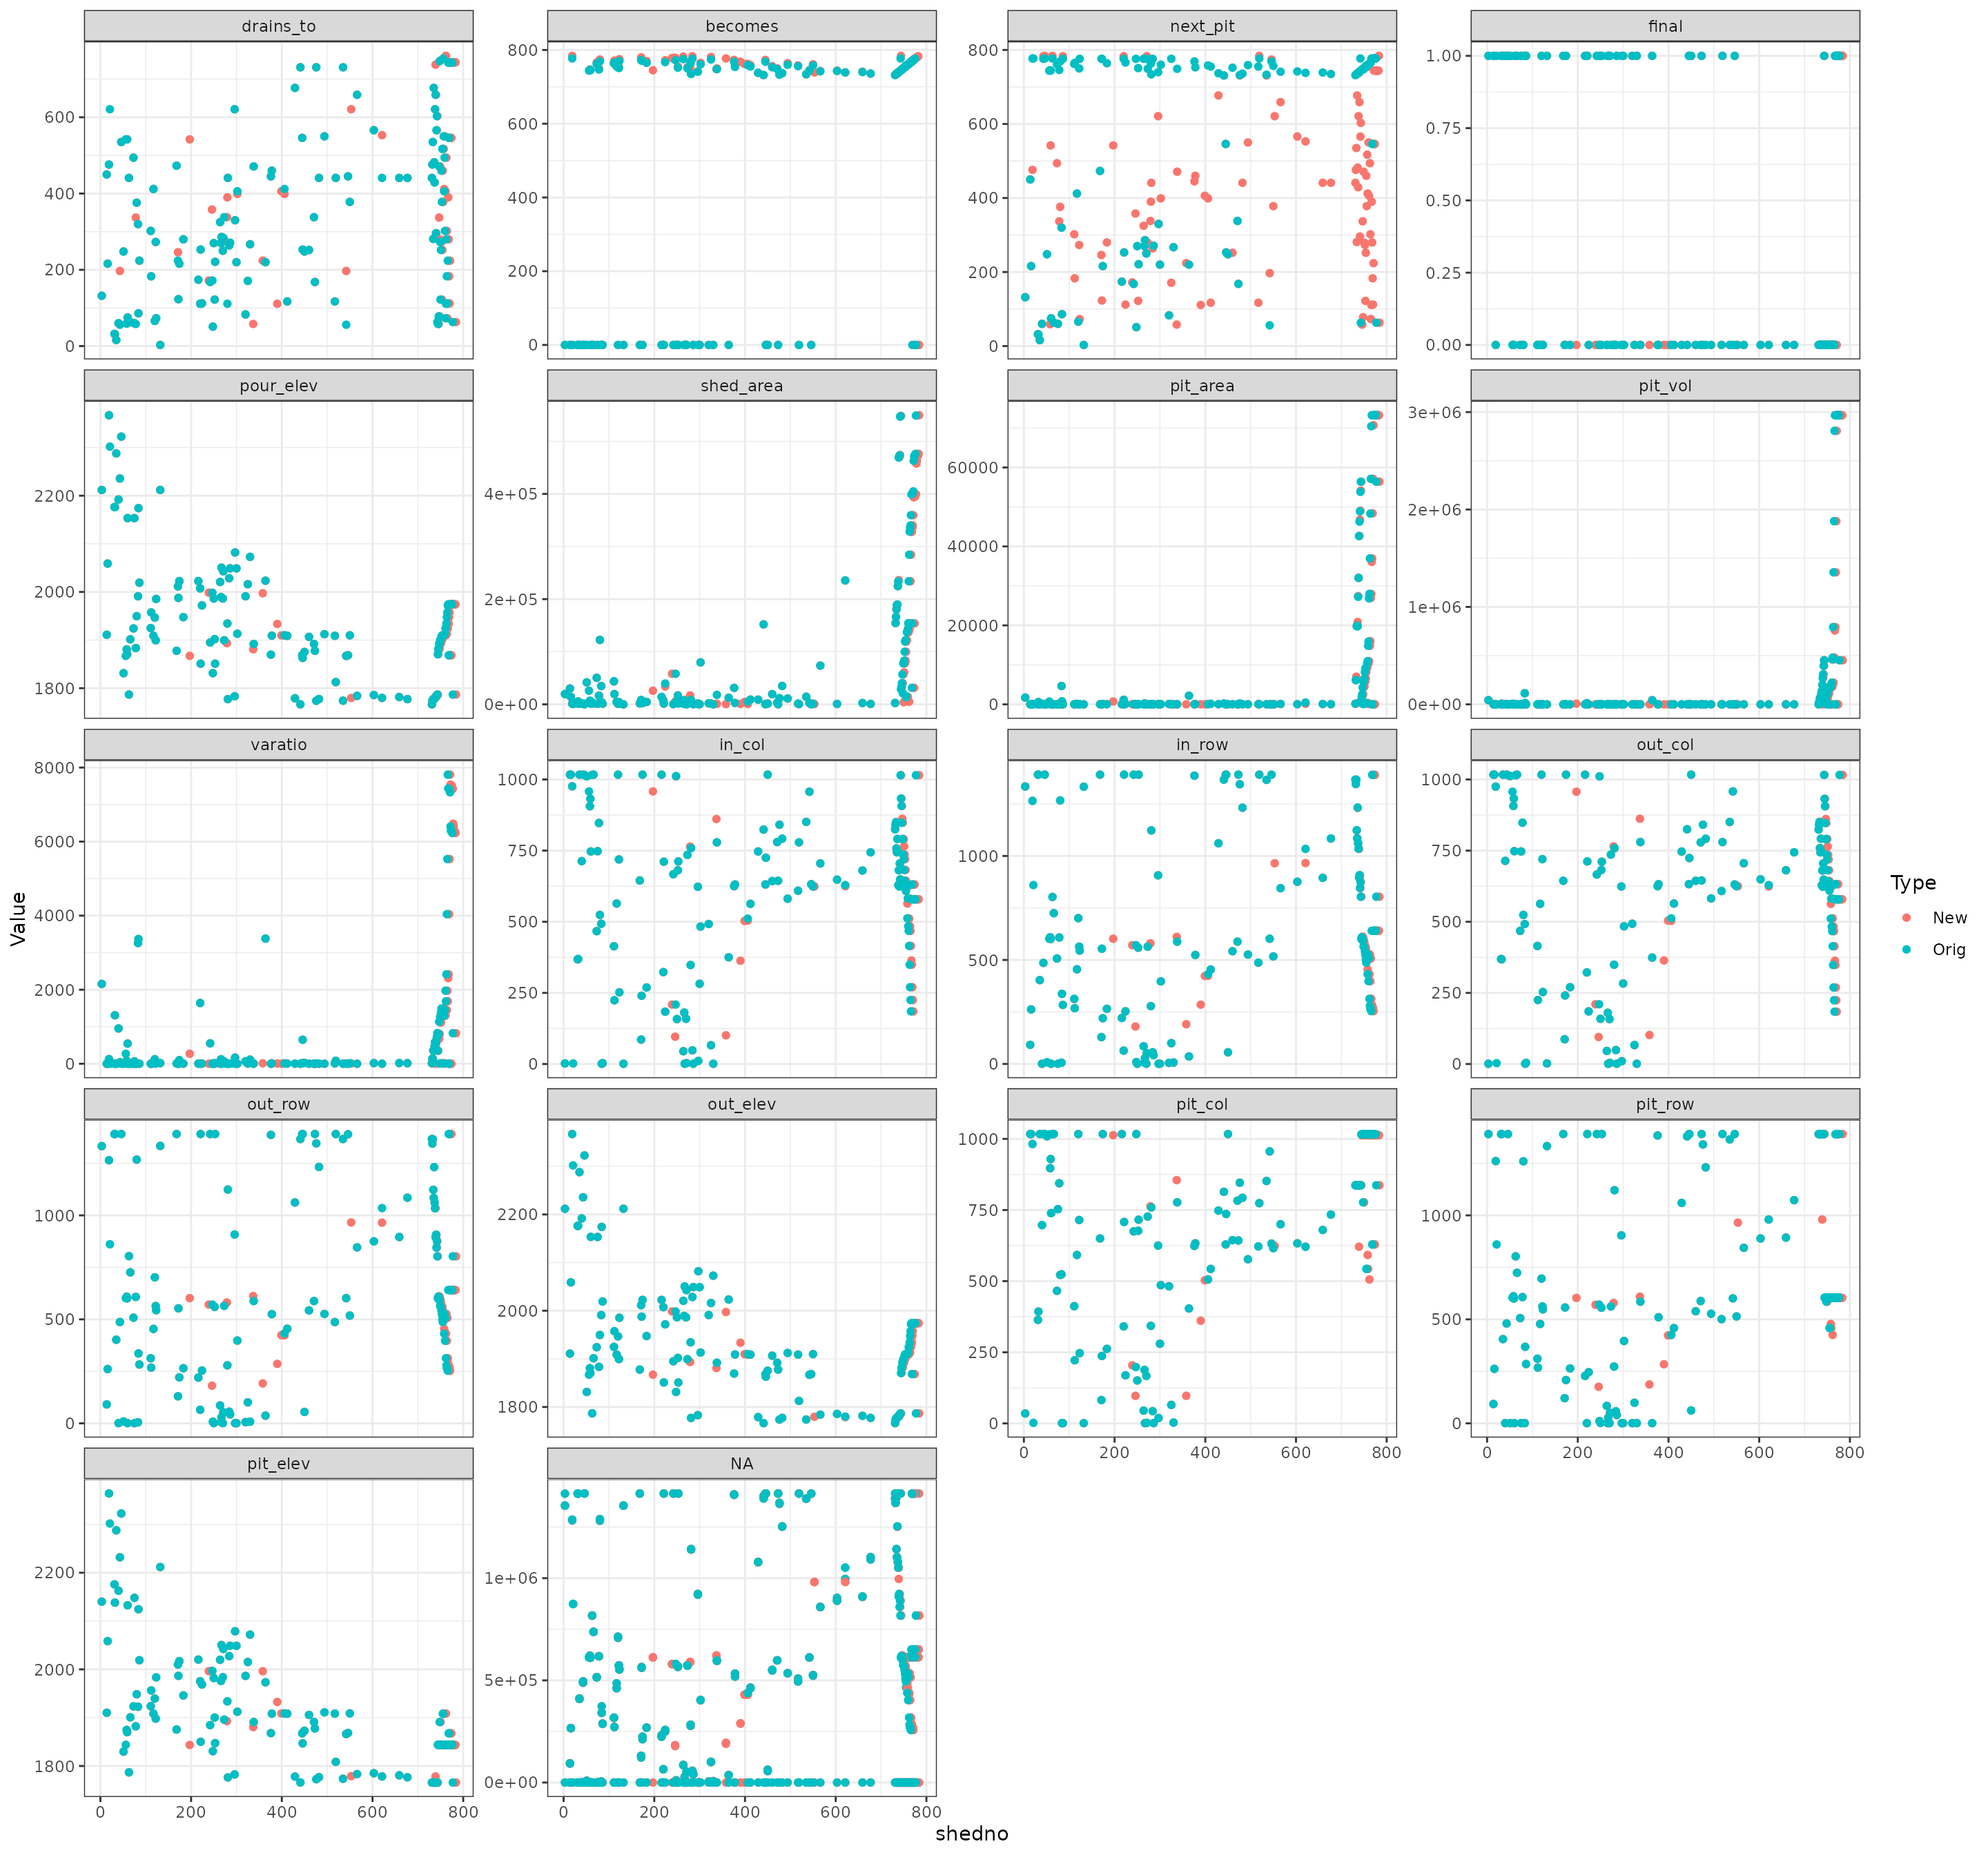 drains_to becomes next_pit final
0 200 400 600
0 200 400 600 800
0 200 400 600 800
0.00 0.25 0.50 0.75 1.00
pour_elev shed_area pit_area pit_vol
1800 2000 2200
0e+00 2e+05 4e+05
0 20000 40000 60000
0e+00 1e+06 2e+06 3e+06
varatio in_col in_row out_col
0 2000 4000 6000 8000
0 250 500 750 1000
0 500 1000
0 250 500 750 1000
out_row out_elev pit_col pit_row
0 500 1000
1800 2000 2200
0 250 500 750 1000
0 500 1000
0 200 400 600 800
0 200 400 600 800
pit_elev NA
1800 2000 2200
0e+00 5e+05 1e+06
0 200 400 600 800
0 200 400 600 800
shedno
Value
Type
New
Orig